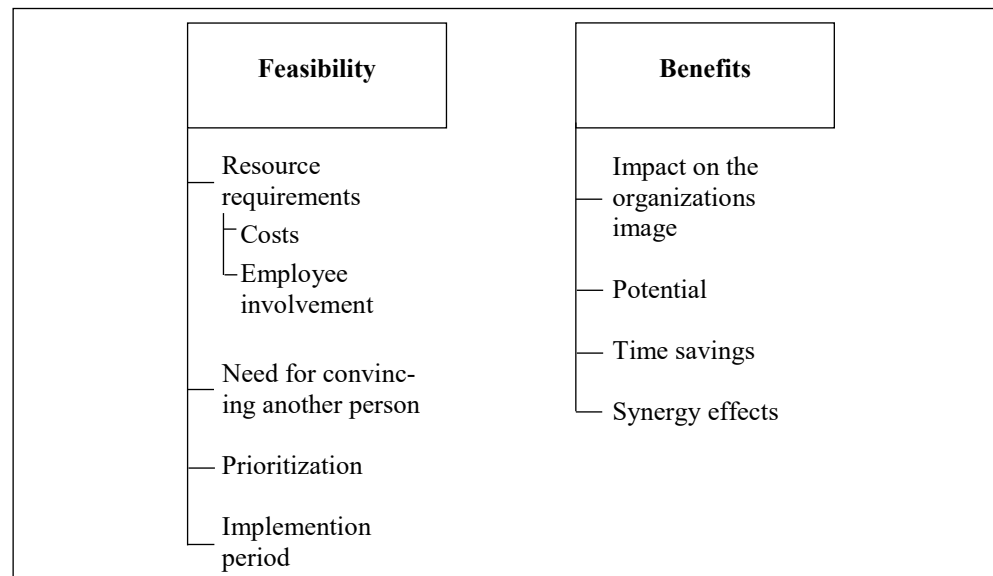 Feasibility
Resource
requirements
Costs
Employee
involvement
Need for convinc-
ing another person
Prioritization
Implemention
period
Benefits
Impact on the
organizations
image
Potential
Time savings
Synergy effects